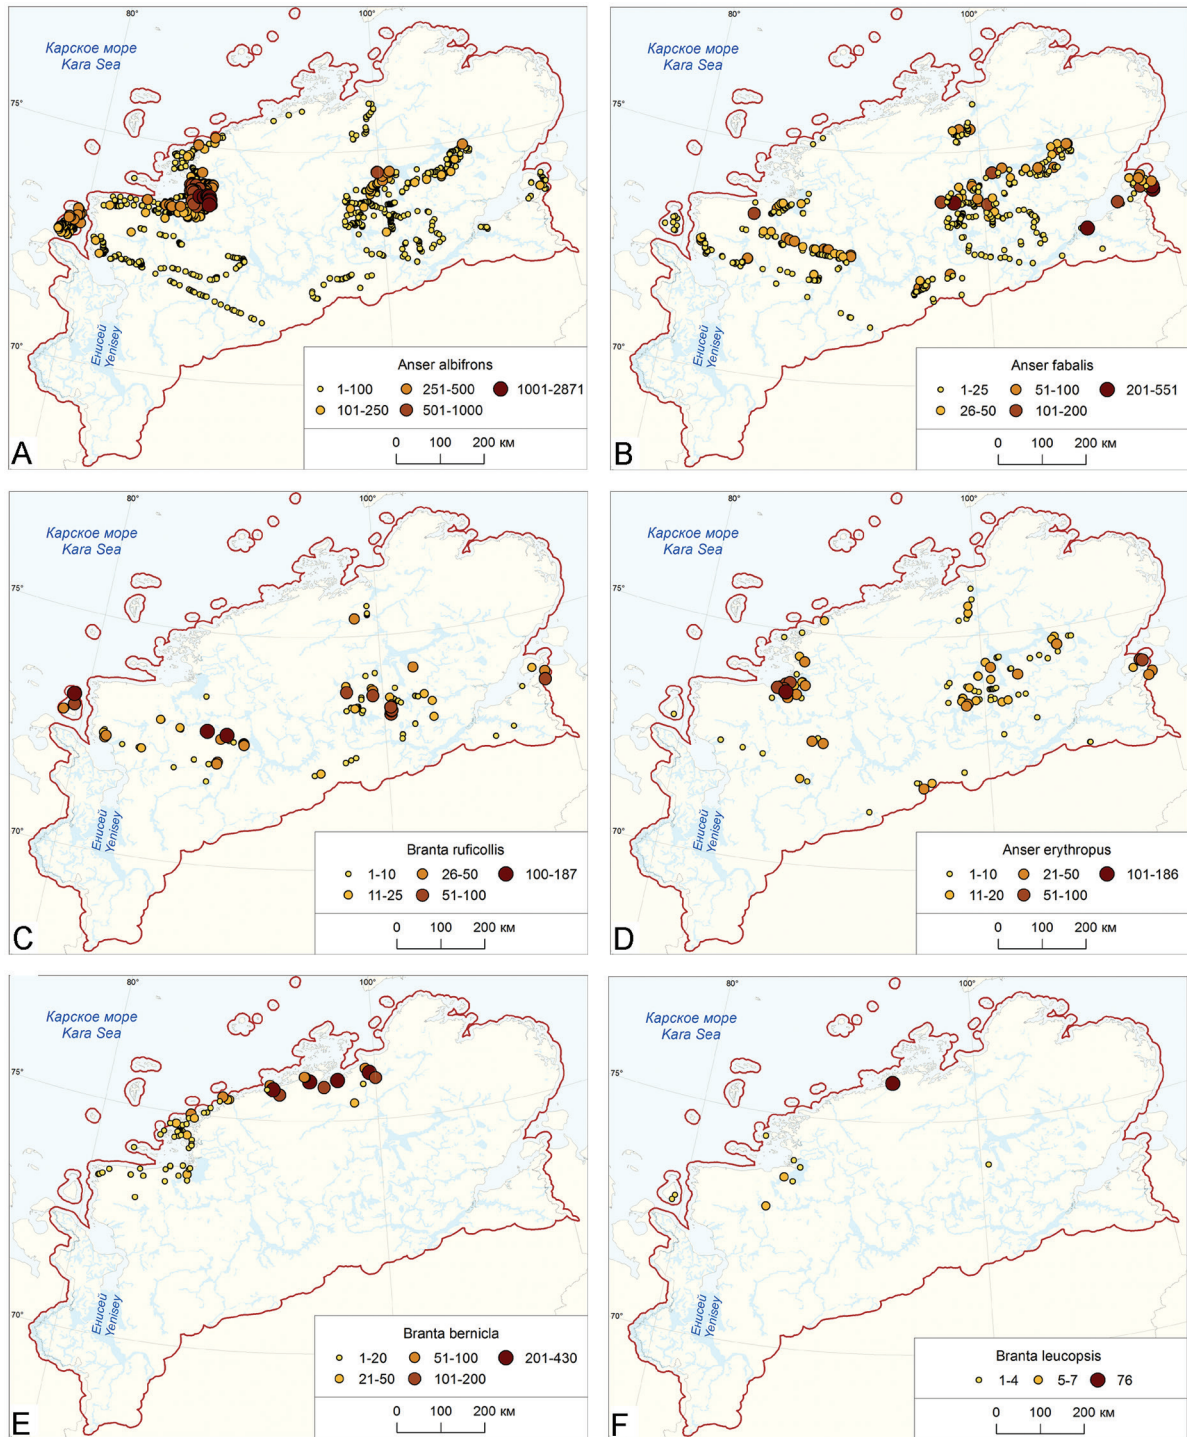 80°
100°
Карское море
Kara Sea
75°
70°
Енисей
Yenisey
Anser albifrons
1-100
251-500
1001-2871
101-250
501-1000
0 100 200 км
A
80°
100°
Карское море
Kara Sea
75°
70°
Енисей
Yenisey
Anser fabalis
1-25
51-100
201-551
26-50
101-200
0 100 200 км
B
80°
100°
Карское море
Kara Sea
75°
70°
Енисей
Yenisey
Branta ruficollis
1-10
26-50
100-187
11-25
51-100
0 100 200 км
C
80°
100°
Карское море
Kara Sea
75°
70°
Енисей
Yenisey
Anser erythropus
1-10
21-50
101-186
11-20
51-100
0 100 200 км
D
80°
100°
Карское море
Kara Sea
75°
70°
Енисей
Yenisey
Branta bernicla
1-20
51-100
201-430
21-50
101-200
0 100 200 км
E
80°
100°
Карское море
Kara Sea
75°
70°
Енисей
Yenisey
Branta leucopsis
1-4
5-7
76
0 100 200 км
F